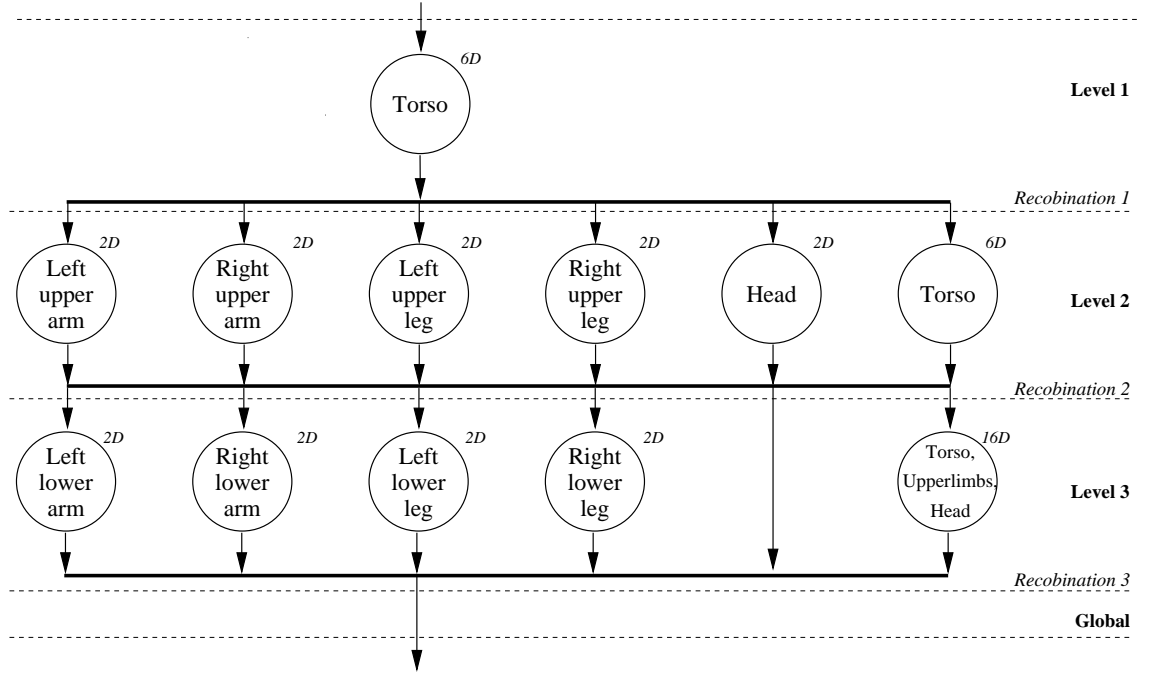 6D
Torso
Level 1
Recobination 1
2D 2D 2D 2D 2D 6D
Left Right Left Right
upper upper upper upper Head Torso
arm arm leg leg
Level 2
Recobination 2
2D 2D 2D 2D 16D
Left Right Left Right Torso,
lower lower lower lower Upperlimbs,
arm arm leg leg Head
Level 3
Recobination 3
Global